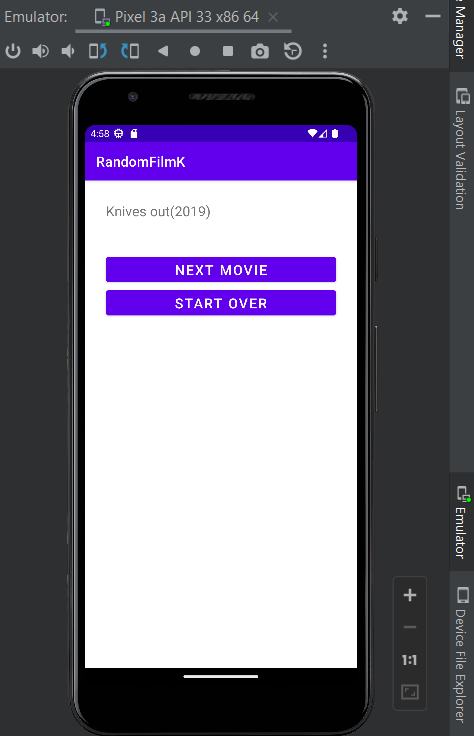 Emulator: Pixel 3a API 33 x86 64
4:58
RandomFilmK
Knives out(2019)
NEXT MOVIE
START OVER
1:1
Manager
Layout Validation
Emulator
Device File Explorer